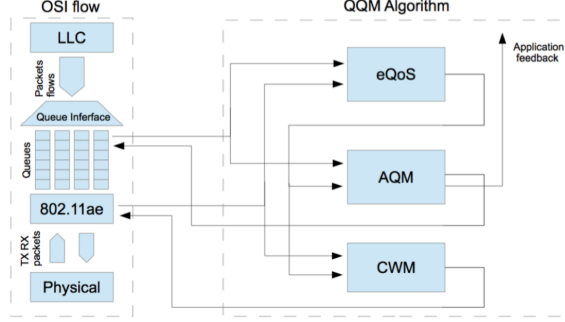 OSI flow
QQM Algorithm
LLC
Packets
flows
Queue Inferface
Queues
802.11ae
TX RX
packets
Physical
eQoS
AQM
CWM
Application
feedback